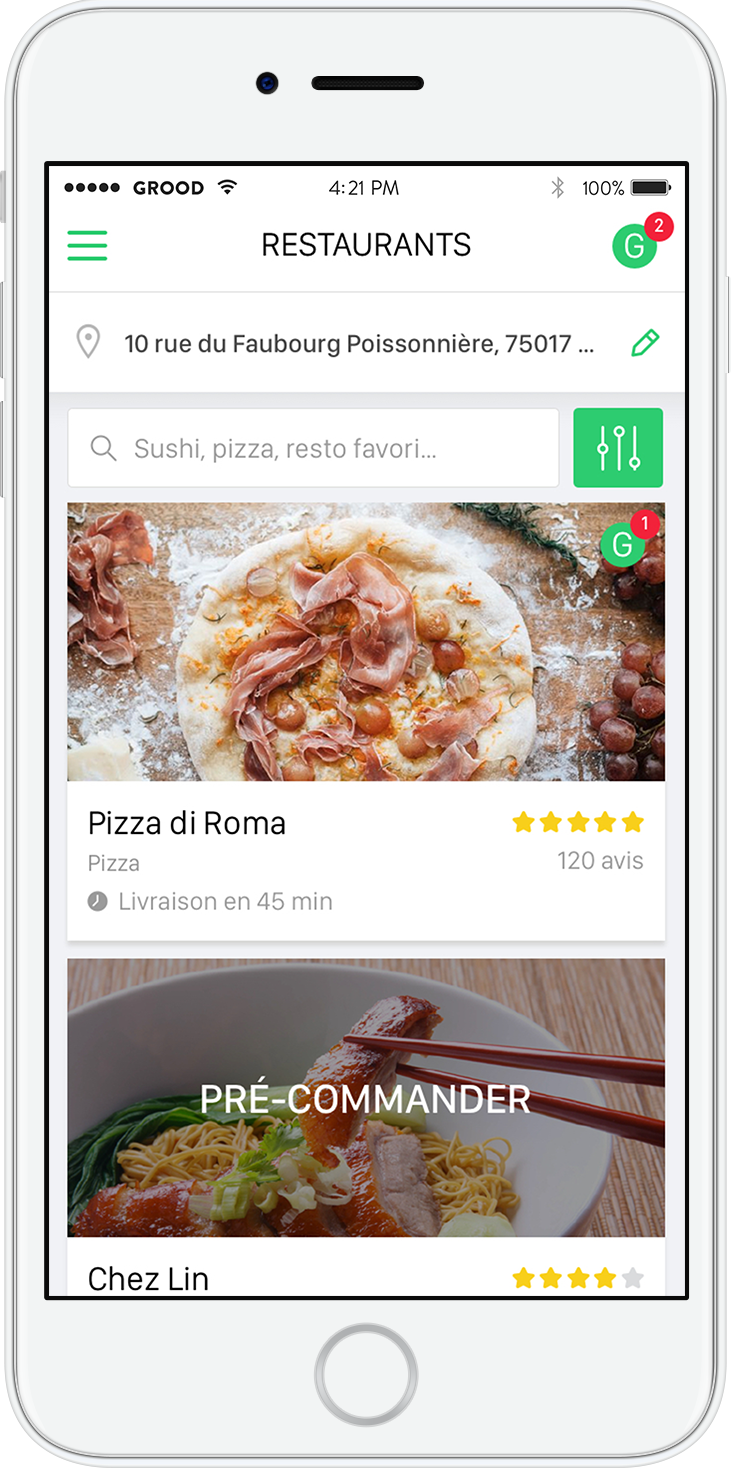 GROOD 4:21 PM 100%
RESTAURANTS G 2
10 rue du Faubourg Poissonnière, 75017 ...
Sushi, pizza, resto favori...
G 1
Pizza di Roma
Pizza 120 avis
Livraison en 45 min
PRÉ-COMMANDER
Chez Lin